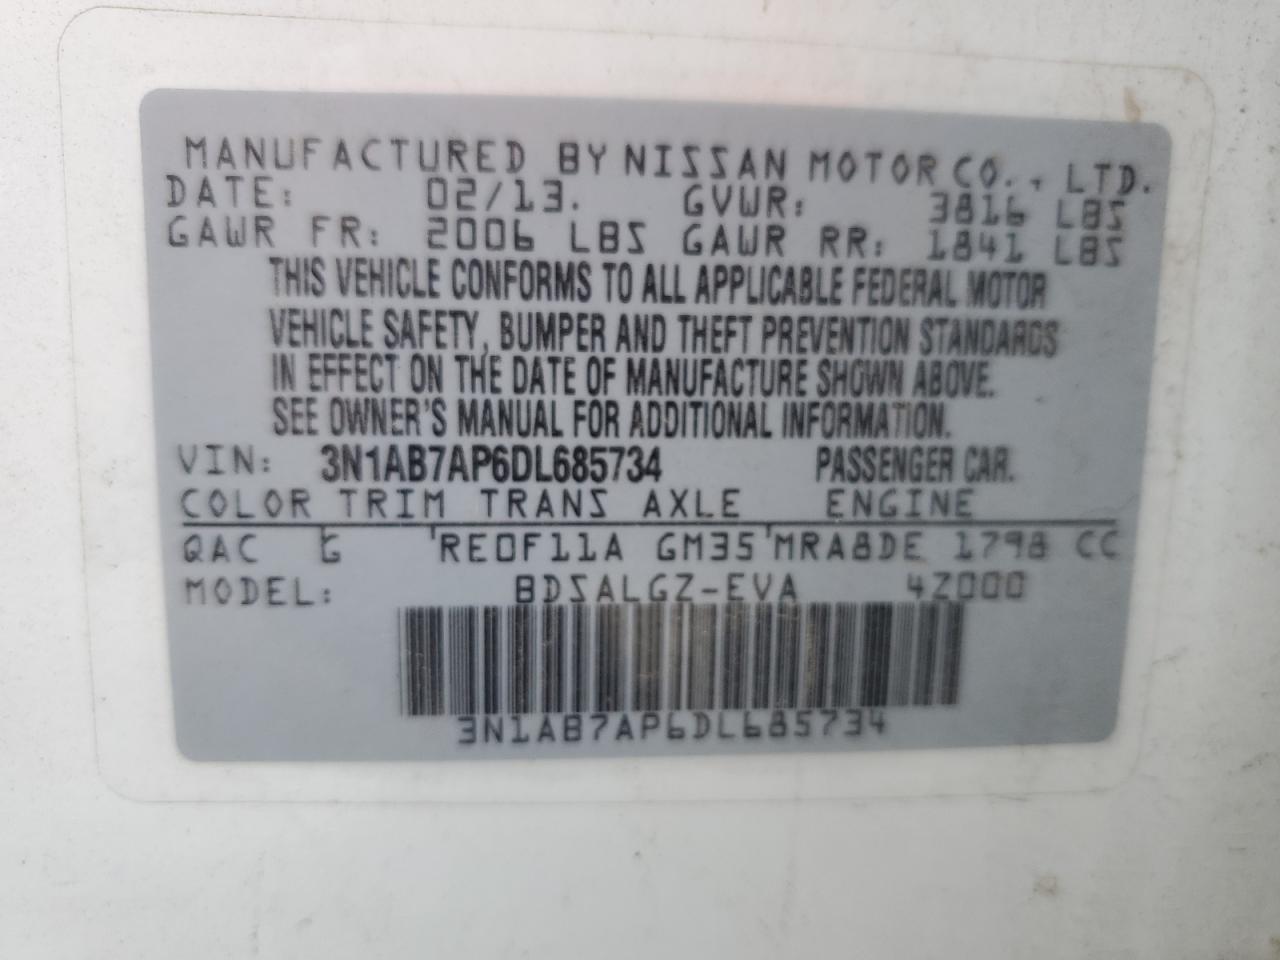 MANUFACTURED BY NISSAN MOTOR CO., LTD.
DATE: 02/13. GVWR: 3816 LBS
GAWR FR: 2006 LBS GAWR RR: 1841 LBS
THIS VEHICLE CONFORMS TO ALL APPLICABLE FEDERAL MOTOR
VEHICLE SAFETY, BUMPER AND THEFT PREVENTION STANDARDS
IN EFFECT ON THE DATE OF MANUFACTURE SHOWN ABOVE.
SEE OWNER'S MANUAL FOR ADDITIONAL INFORMATION.
VIN: 3N1AB7AP6DL685734 PASSENGER CAR.
COLOR TRIM TRANS AXLE ENGINE
QAC G RE0F11A GM35 MRA8DE 1798 CC
MODEL: BDSALGZ-EVA 4Z000
3N1AB7AP6DL685734